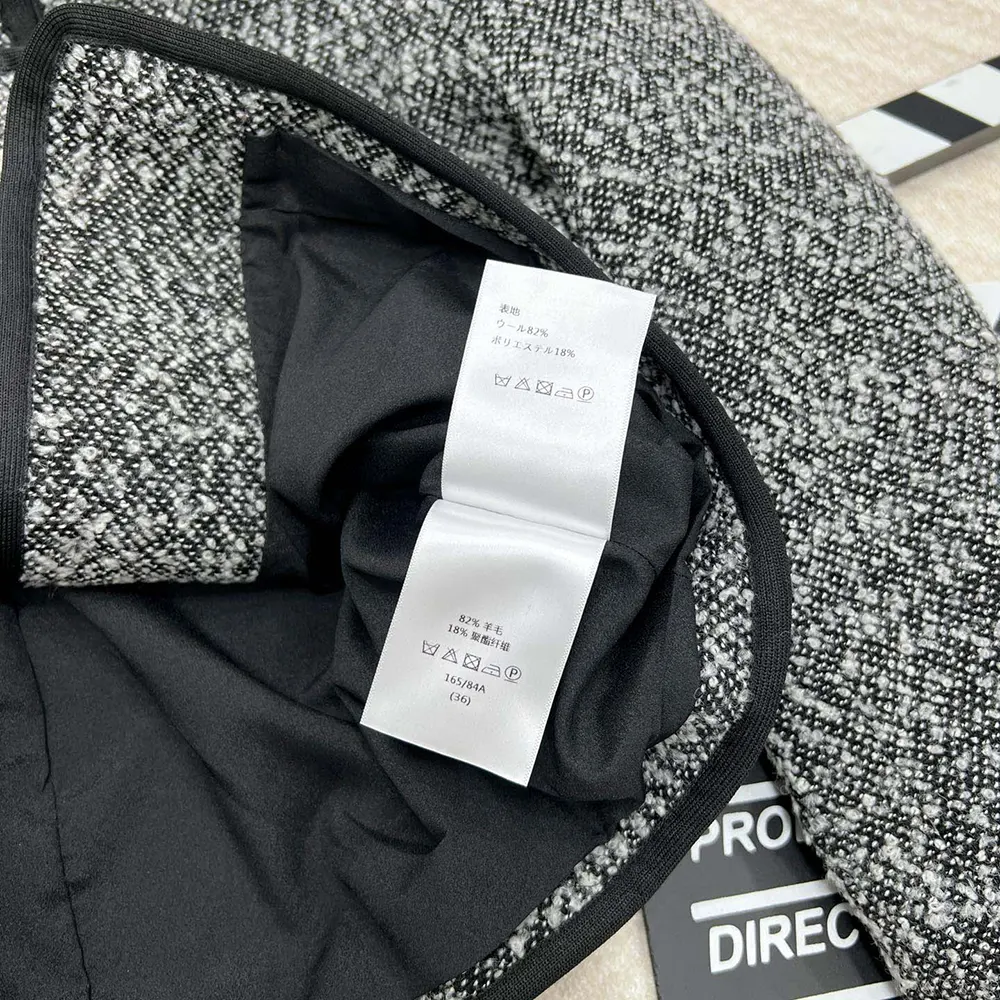 表地
ウール82%
ポリエステル18%
P
82% 羊毛
18% 聚酯纤维
P
165/84A
(36)
PRO
DIREC